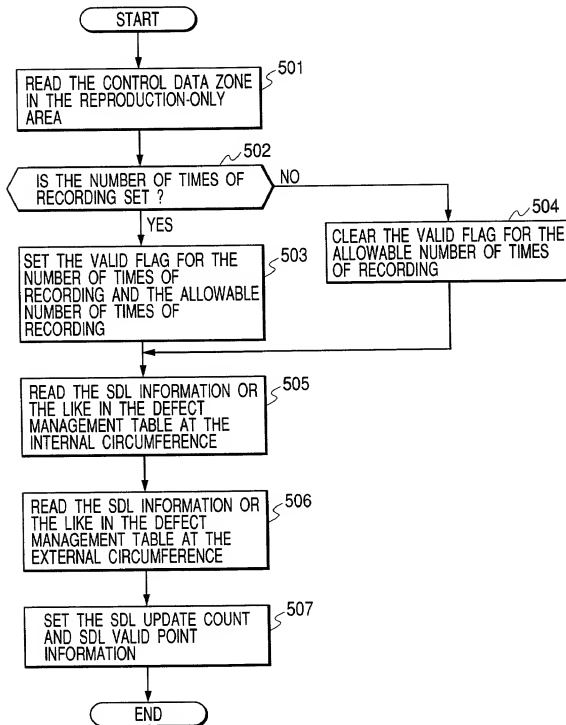 START
501
READ THE CONTROL DATA ZONE
IN THE REPRODUCTION-ONLY
AREA
502
IS THE NUMBER OF TIMES OF
RECORDING SET ?
NO
YES
503
SET THE VALID FLAG FOR THE
NUMBER OF TIMES OF
RECORDING AND THE ALLOWABLE
NUMBER OF TIMES OF
RECORDING
504
CLEAR THE VALID FLAG FOR THE
ALLOWABLE NUMBER OF TIMES
OF RECORDING
505
READ THE SDL INFORMATION OR
THE LIKE IN THE DEFECT
MANAGEMENT TABLE AT THE
INTERNAL CIRCUMFERENCE
506
READ THE SDL INFORMATION OR
THE LIKE IN THE DEFECT
MANAGEMENT TABLE AT THE
EXTERNAL CIRCUMFERENCE
507
SET THE SDL UPDATE COUNT
AND SDL VALID POINT
INFORMATION
END